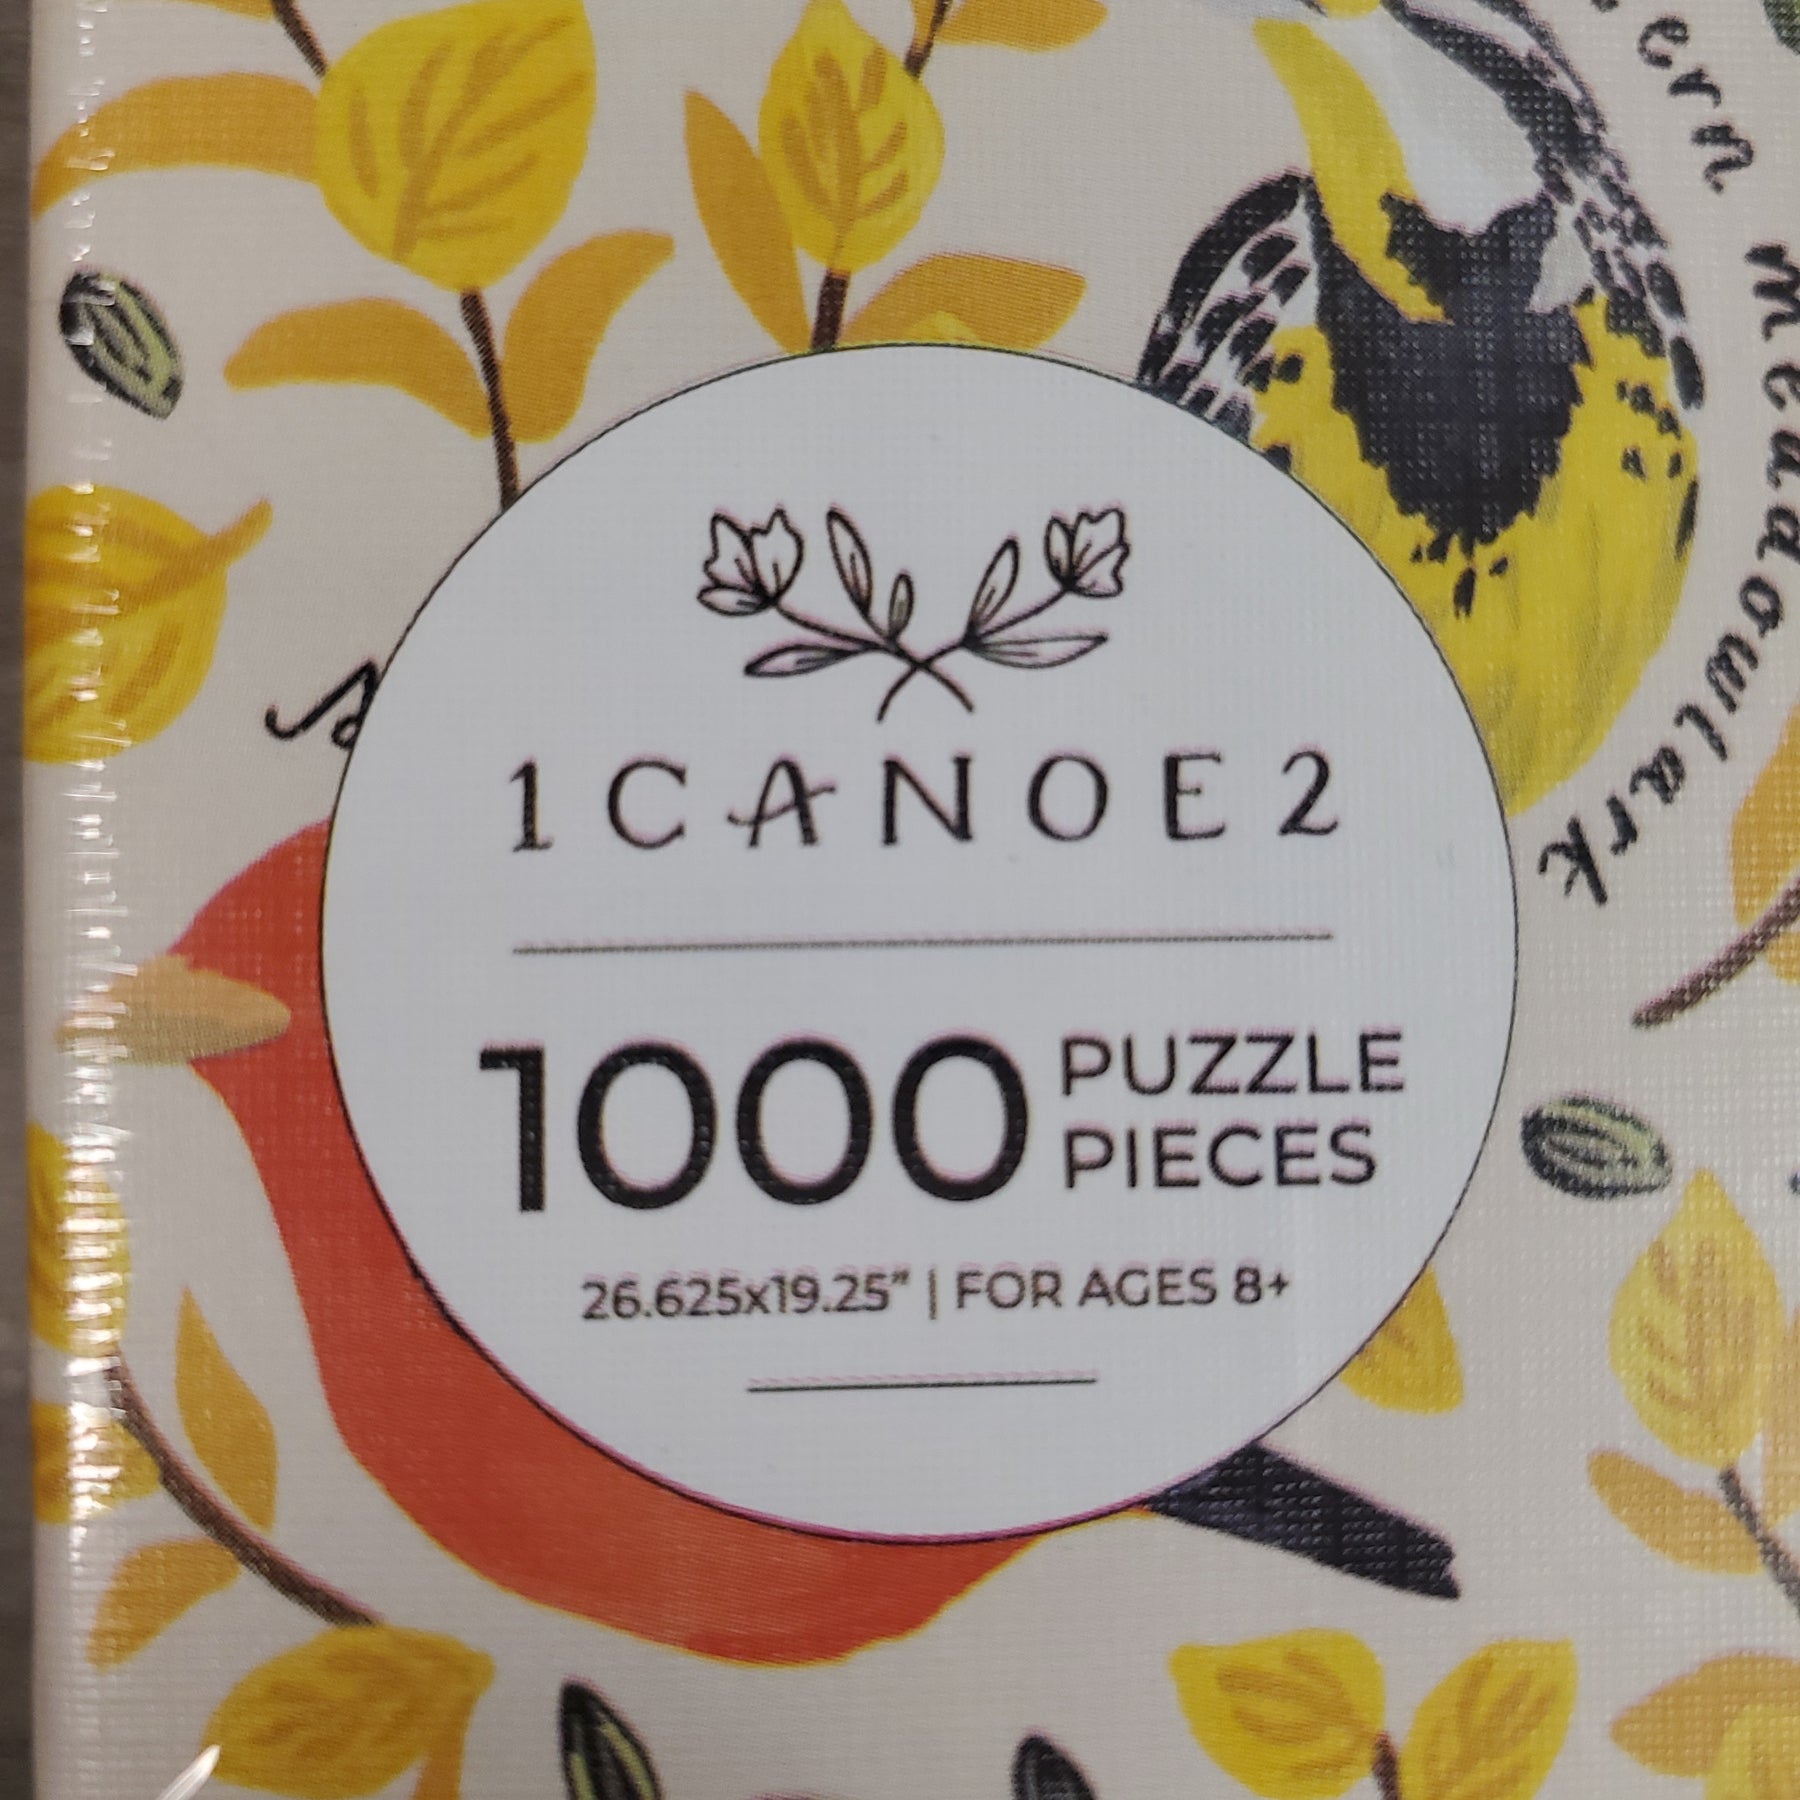 1CANOE2
1000 PUZZLE
PIECES
26.625x19.25" | FOR AGES 8+
meadowlark